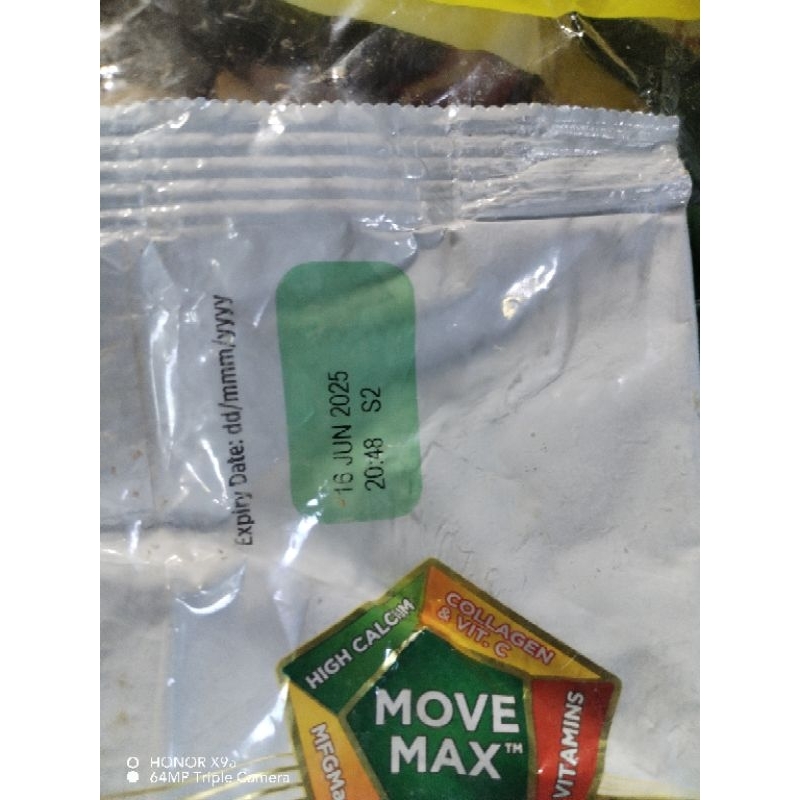 Expiry Date: dd/mmm/yyyy
16 JUN 2025
20:48 S2
HIGH CALCIUM
COLLAGEN
& VIT. C
MOVE
MAX™
VITAMINS
HONOR X9a
64MP Triple Camera